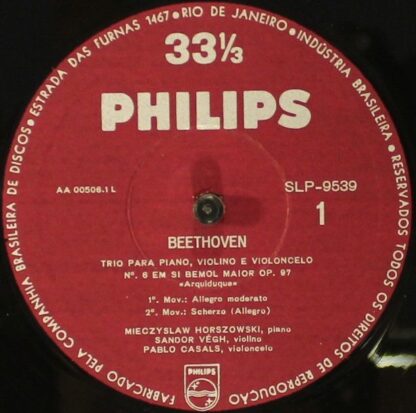 FABRICADO PELA COMPANHIA BRASILEIRA DE DISCOS • ESTRADA DAS FURNAS 1467 • RIO DE JANEIRO • INDÚSTRIA BRASILEIRA • RESERVADOS TODOS OS DIREITOS DE REPRODUÇÃO
33⅓
PHILIPS
AA 00506.1 L
SLP-9539
1
BEETHOVEN
TRIO PARA PIANO, VIOLINO E VIOLONCELO
Nº. 6 EM SI BEMOL MAIOR OP. 97
«Arquiduque»
1º. Mov.: Allegro moderato
2º. Mov.: Scherzo (Allegro)
MIECZYSLAW HORSZOWSKI, piano
SANDOR VÉGH, violino
PABLO CASALS, violoncelo
PHILIPS